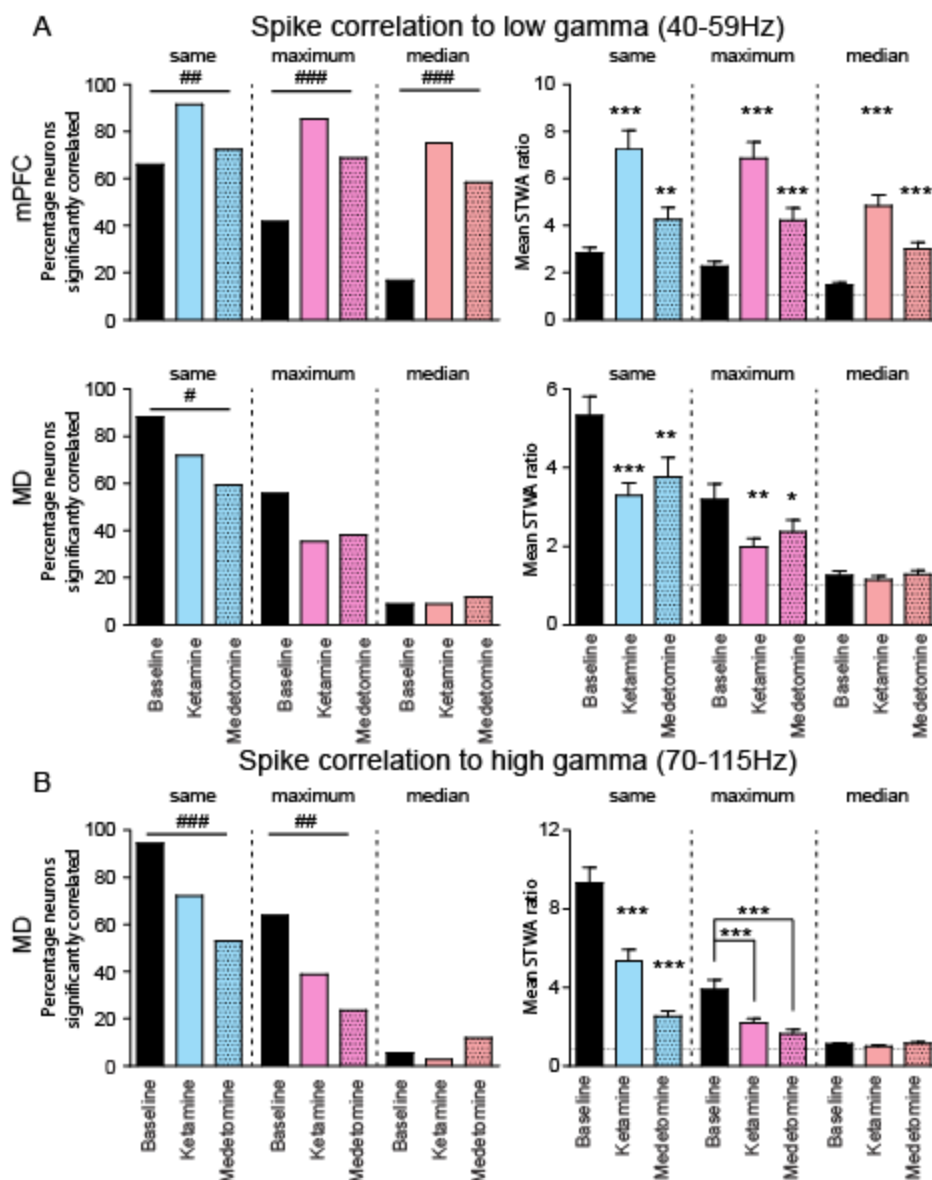 A
Spike correlation to low gamma (40-59Hz)
same maximum median
## ### ###
mPFC
Percentage neurons
significantly correlated
100
80
60
40
20
0
same maximum median
*** *** ***
** *** ***
Mean STWA ratio
10
8
6
4
2
0
same maximum median
#
MD
Percentage neurons
significantly correlated
100
80
60
40
20
0
Baseline
Ketamine
Medetomine
Baseline
Ketamine
Medetomine
Baseline
Ketamine
Medetomine
same maximum median
*** ** ** *
Mean STWA ratio
6
4
2
0
Baseline
Ketamine
Medetomine
Baseline
Ketamine
Medetomine
Baseline
Ketamine
Medetomine
B
Spike correlation to high gamma (70-115Hz)
same maximum median
### ##
MD
Percentage neurons
significantly correlated
100
80
60
40
20
0
Baseline
Ketamine
Medetomine
Baseline
Ketamine
Medetomine
Baseline
Ketamine
Medetomine
same maximum median
*** ***
*** ***
Mean STWA ratio
12
8
4
0
Baseline
Ketamine
Medetomine
Baseline
Ketamine
Medetomine
Baseline
Ketamine
Medetomine